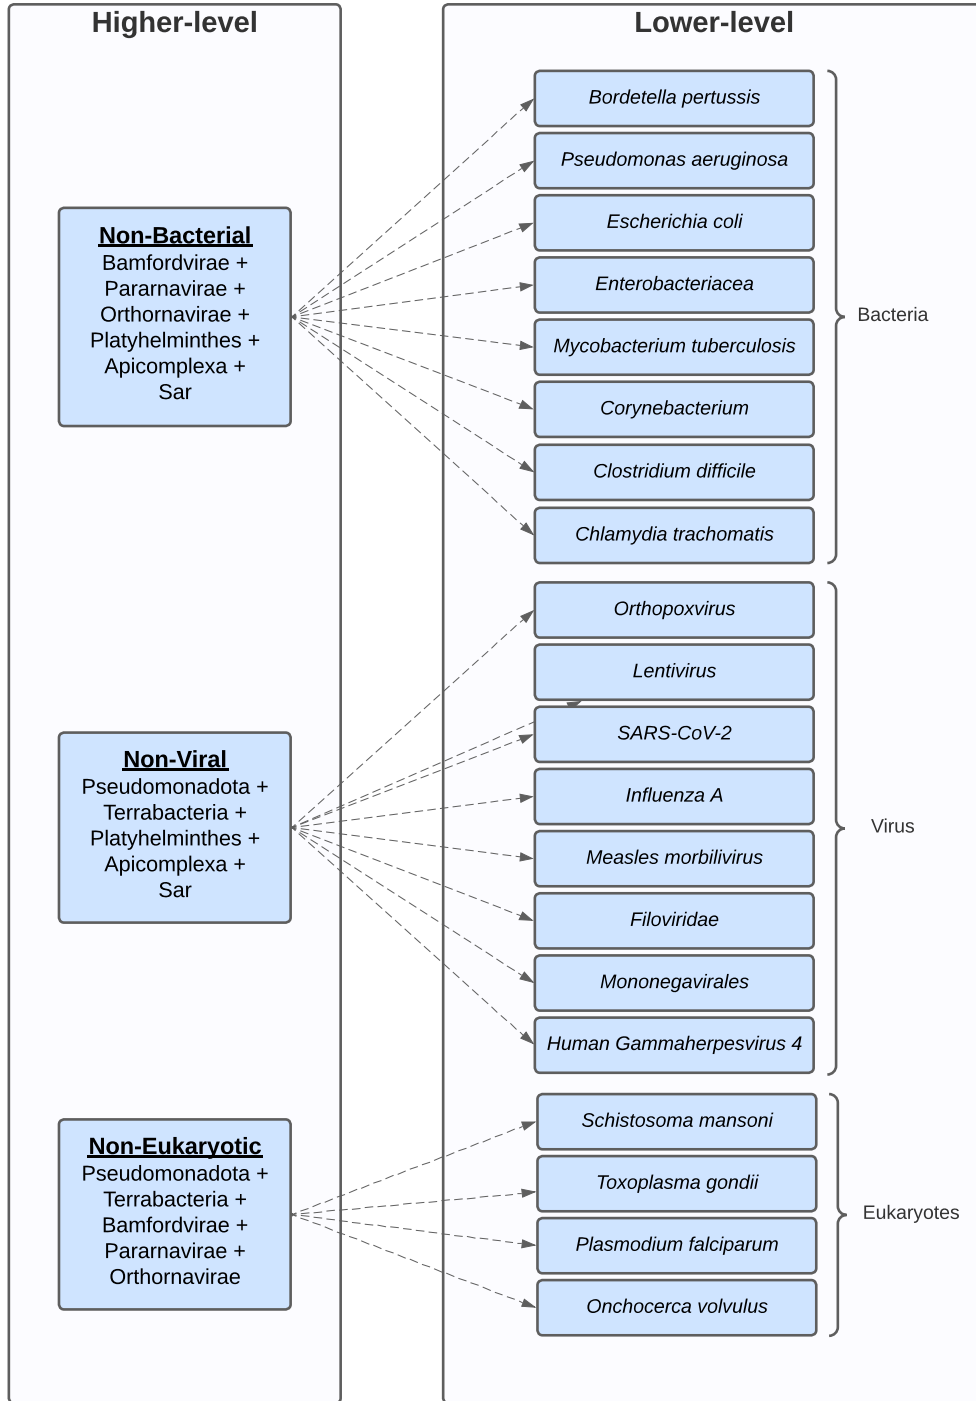 Higher-level
Lower-level
Non-Bacterial
Bamfordvirae +
Pararnavirae +
Orthornavirae +
Platyhelminthes +
Apicomplexa +
Sar
Bordetella pertussis
Pseudomonas aeruginosa
Escherichia coli
Enterobacteriacea
Mycobacterium tuberculosis
Corynebacterium
Clostridium difficile
Chlamydia trachomatis
Bacteria
Non-Viral
Pseudomonadota +
Terrabacteria +
Platyhelminthes +
Apicomplexa +
Sar
Orthopoxvirus
Lentivirus
SARS-CoV-2
Influenza A
Measles morbilivirus
Filoviridae
Mononegavirales
Human Gammaherpesvirus 4
Virus
Non-Eukaryotic
Pseudomonadota +
Terrabacteria +
Bamfordvirae +
Pararnavirae +
Orthornavirae
Schistosoma mansoni
Toxoplasma gondii
Plasmodium falciparum
Onchocerca volvulus
Eukaryotes